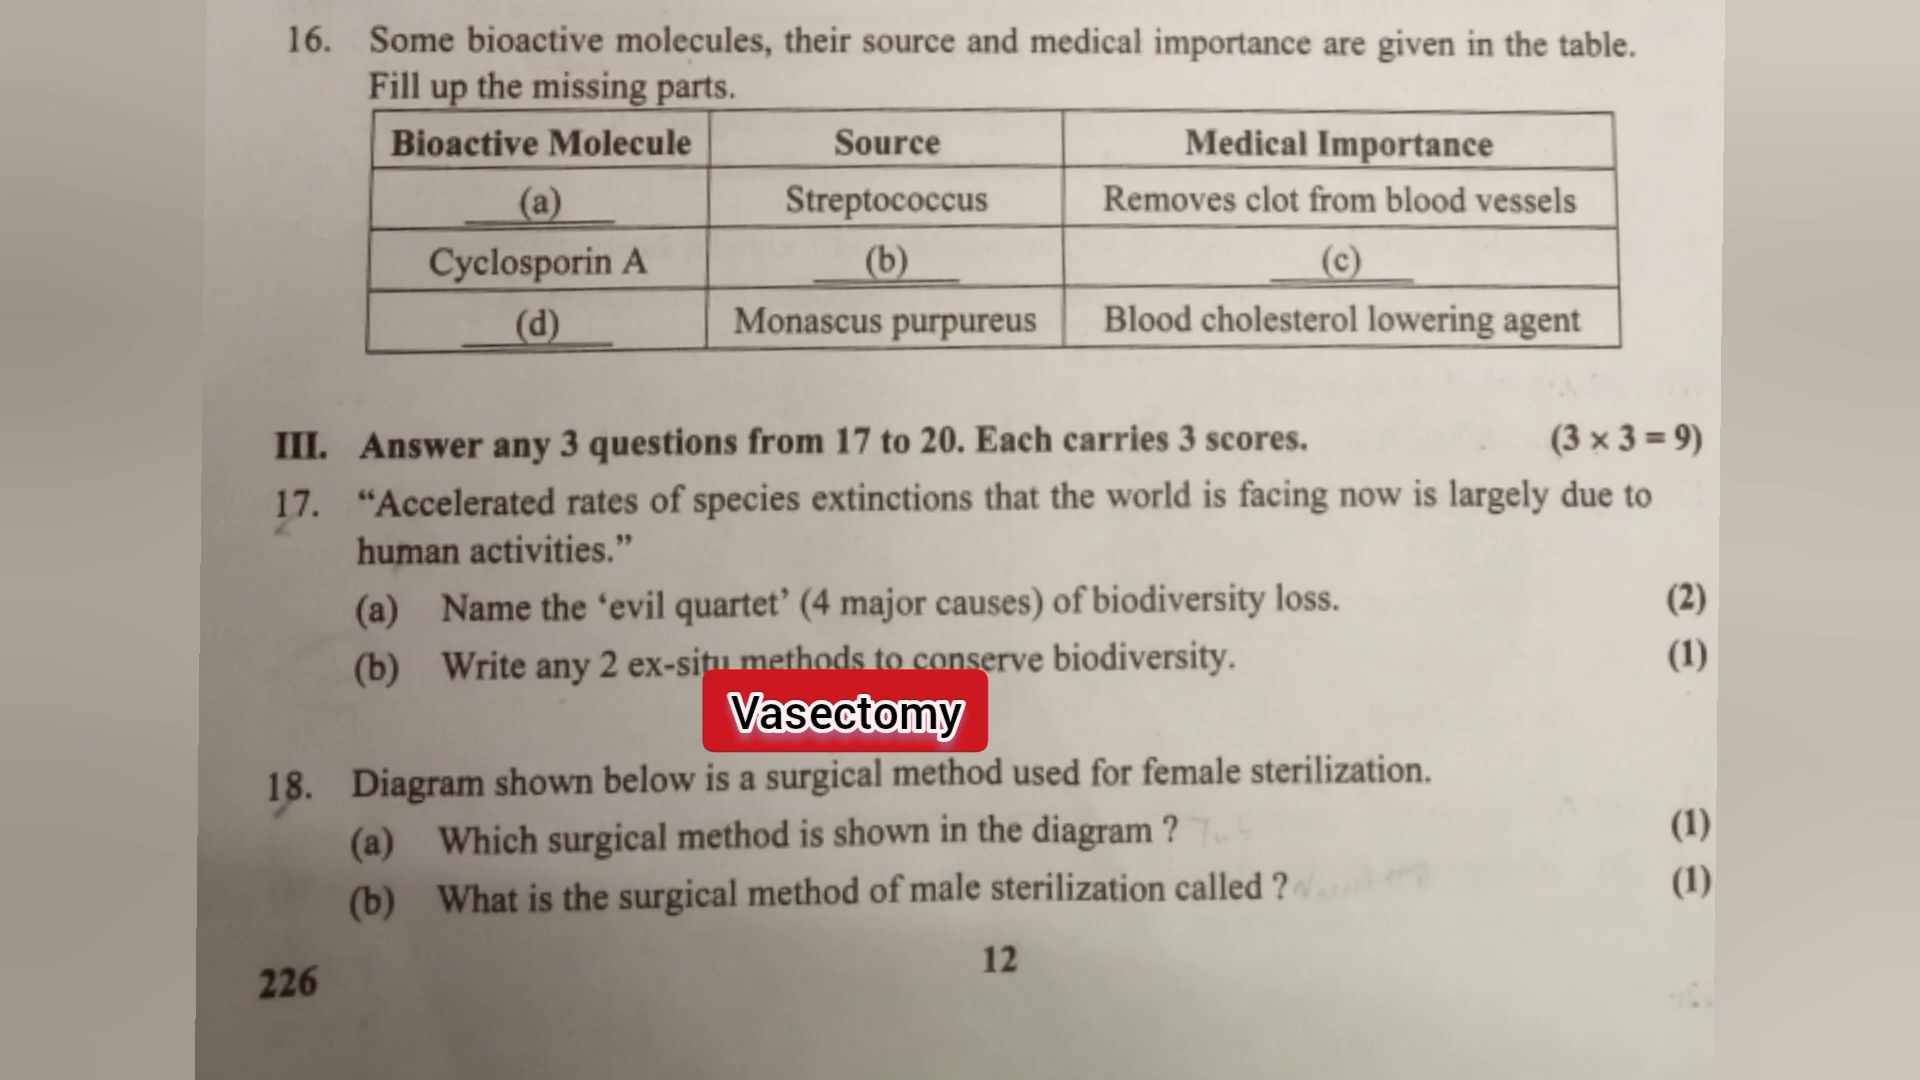 16. Some bioactive molecules, their source and medical importance are given in the table.
Fill up the missing parts.
Bioactive Molecule Source Medical Importance
(a) Streptococcus Removes clot from blood vessels
Cyclosporin A (b) (c)
(d) Monascus purpureus Blood cholesterol lowering agent
III. Answer any 3 questions from 17 to 20. Each carries 3 scores. (3 × 3 = 9)
17. “Accelerated rates of species extinctions that the world is facing now is largely due to
human activities.”
(a) Name the ‘evil quartet’ (4 major causes) of biodiversity loss. (2)
(b) Write any 2 ex-situ methods to conserve biodiversity. (1)
Vasectomy
18. Diagram shown below is a surgical method used for female sterilization.
(a) Which surgical method is shown in the diagram ? (1)
(b) What is the surgical method of male sterilization called ? (1)
226 12